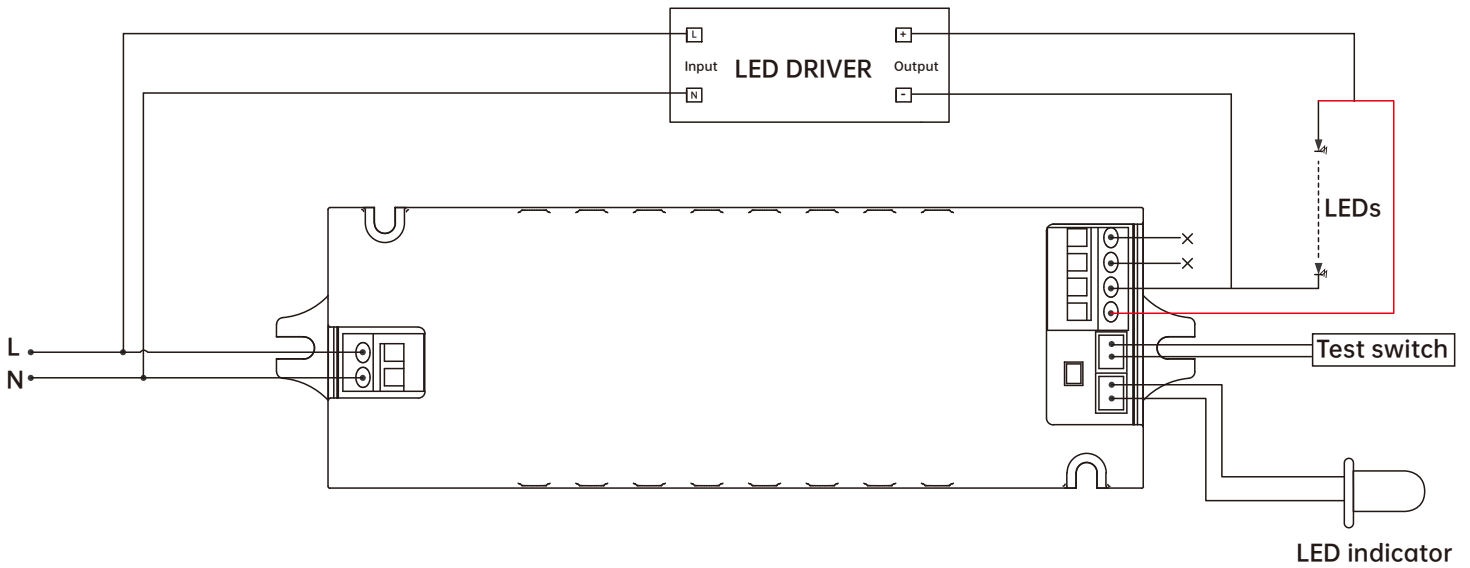 L +
Input LED DRIVER Output
N -
LEDs
L
Test switch
N
LED indicator